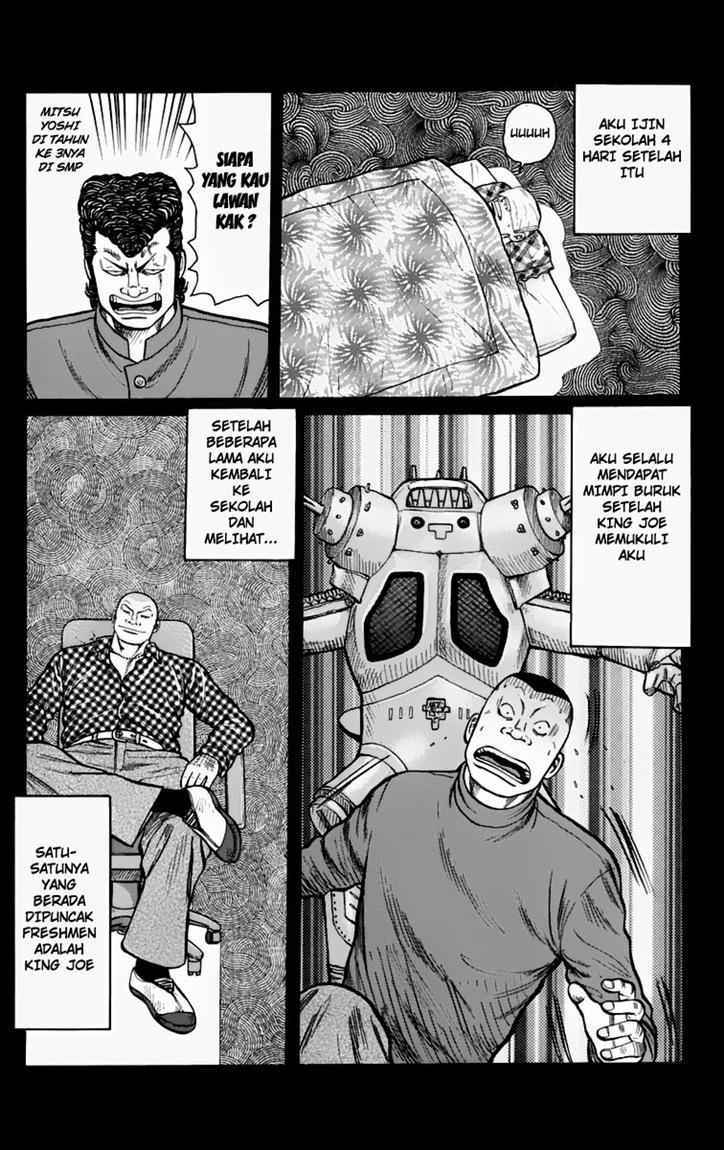 AKU IJIN
SEKOLAH 4
HARI SETELAH
ITU
UUUUH
SIAPA
YANG KAU
LAWAN
KAK ?
MITSU
YOSHI
DI TAHUN
KE 3NYA
DI SMP
AKU SELALU
MENDAPAT
MIMPI BURUK
SETELAH
KING JOE
MEMUKULI
AKU
SETELAH
BEBERAPA
LAMA AKU
KEMBALI
KE
SEKOLAH
DAN
MELIHAT...
SATU-
SATUNYA
YANG
BERADA
DIPUNCAK
FRESHMEN
ADALAH
KING JOE